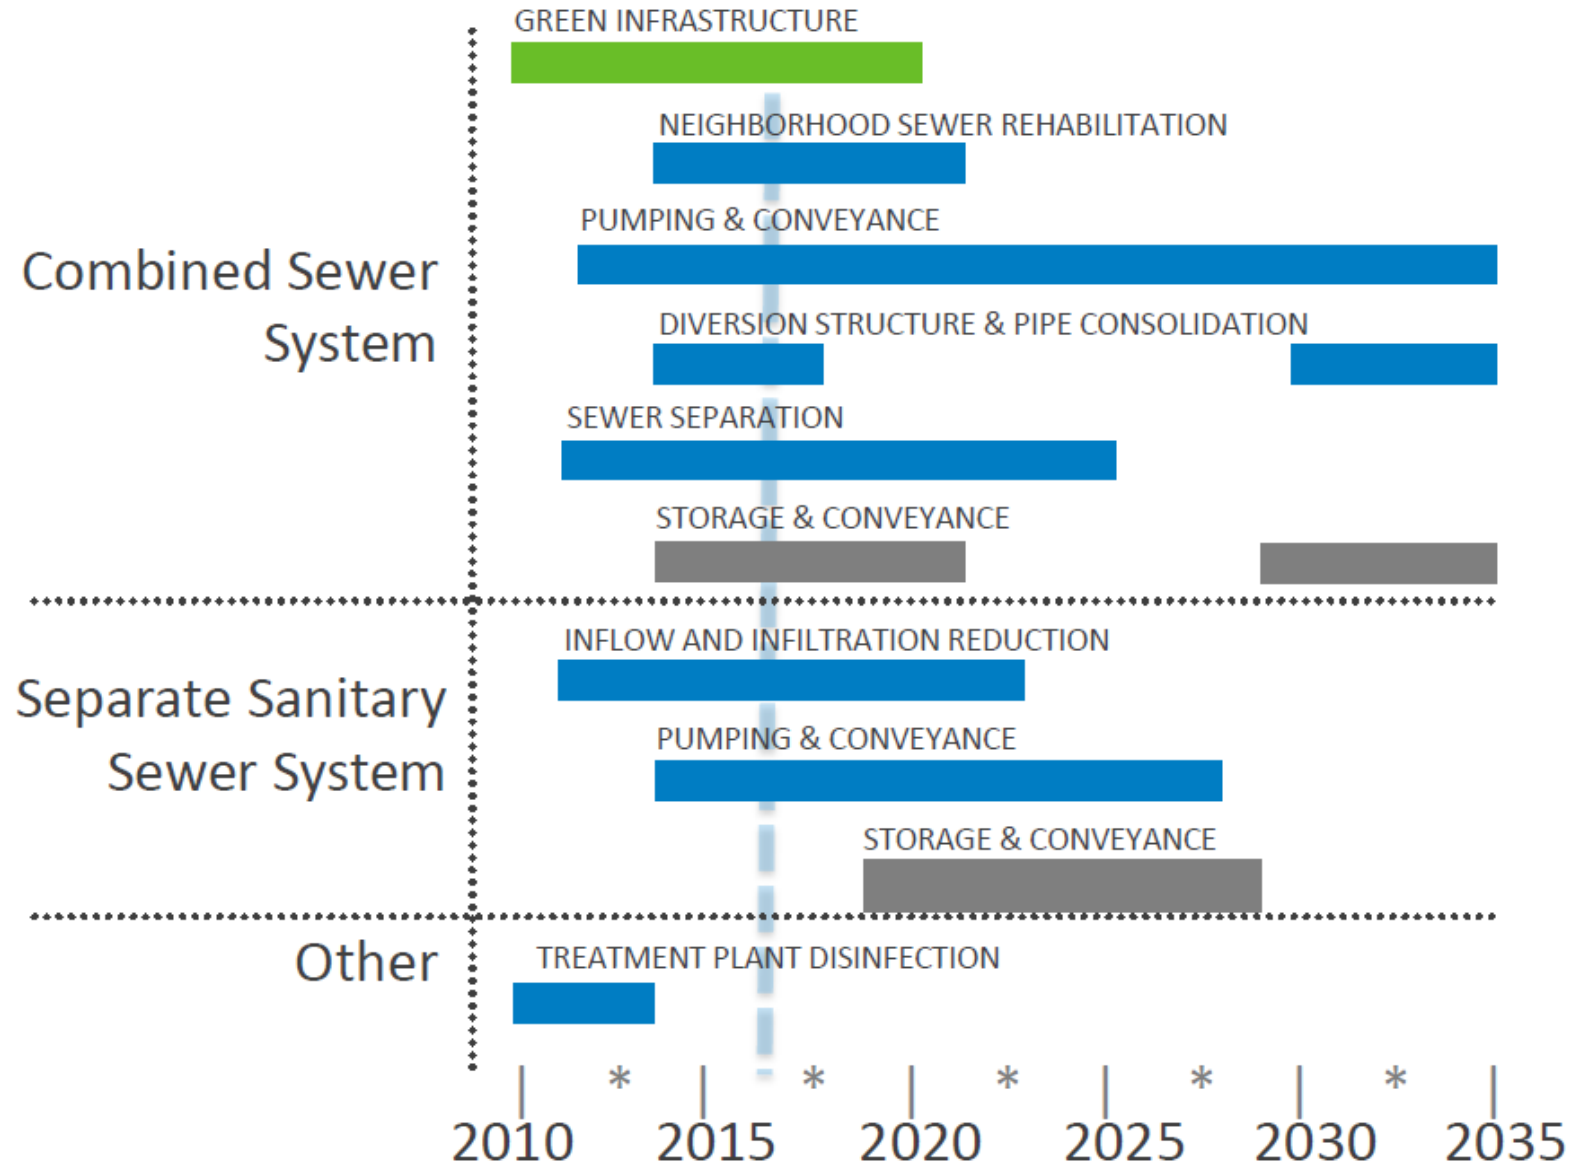 GREEN INFRASTRUCTURE
NEIGHBORHOOD SEWER REHABILITATION
PUMPING & CONVEYANCE
Combined Sewer
System
DIVERSION STRUCTURE & PIPE CONSOLIDATION
SEWER SEPARATION
STORAGE & CONVEYANCE
INFLOW AND INFILTRATION REDUCTION
Separate Sanitary
Sewer System
PUMPING & CONVEYANCE
STORAGE & CONVEYANCE
Other
TREATMENT PLANT DISINFECTION
| * | * | * | * | * |
2010 2015 2020 2025 2030 2035